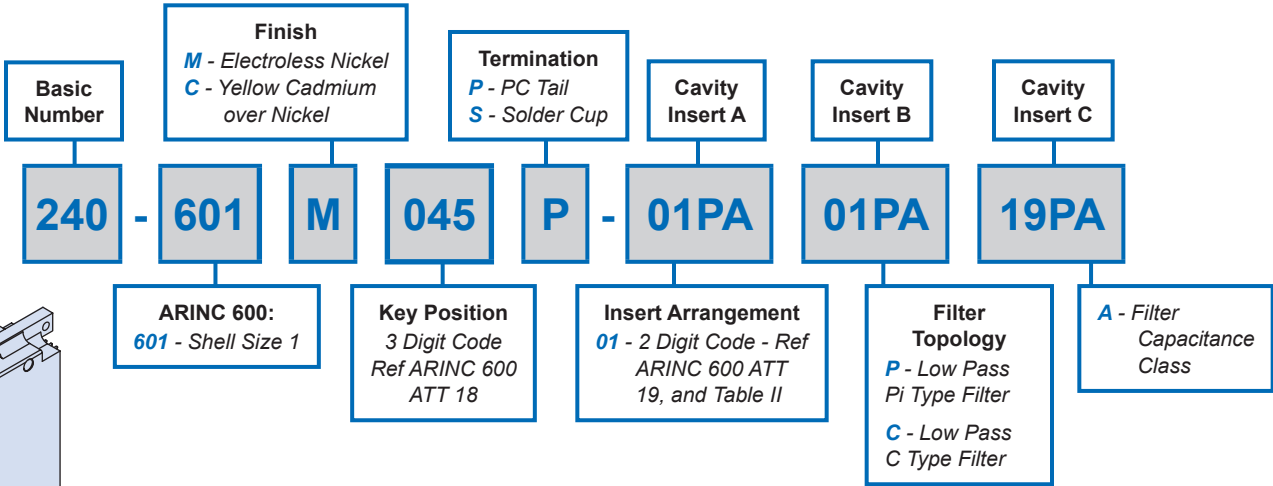 Finish
M - Electroless Nickel
C - Yellow Cadmium
over Nickel
Basic
Number
Termination
P - PC Tail
S - Solder Cup
Cavity
Insert A
Cavity
Insert B
Cavity
Insert C
240 - 601 M 045 P - 01PA 01PA 19PA
ARINC 600:
601 - Shell Size 1
Key Position
3 Digit Code
Ref ARINC 600
ATT 18
Insert Arrangement
01 - 2 Digit Code - Ref
ARINC 600 ATT
19, and Table II
Filter
Topology
P - Low Pass
Pi Type Filter
C - Low Pass
C Type Filter
A - Filter
Capacitance
Class